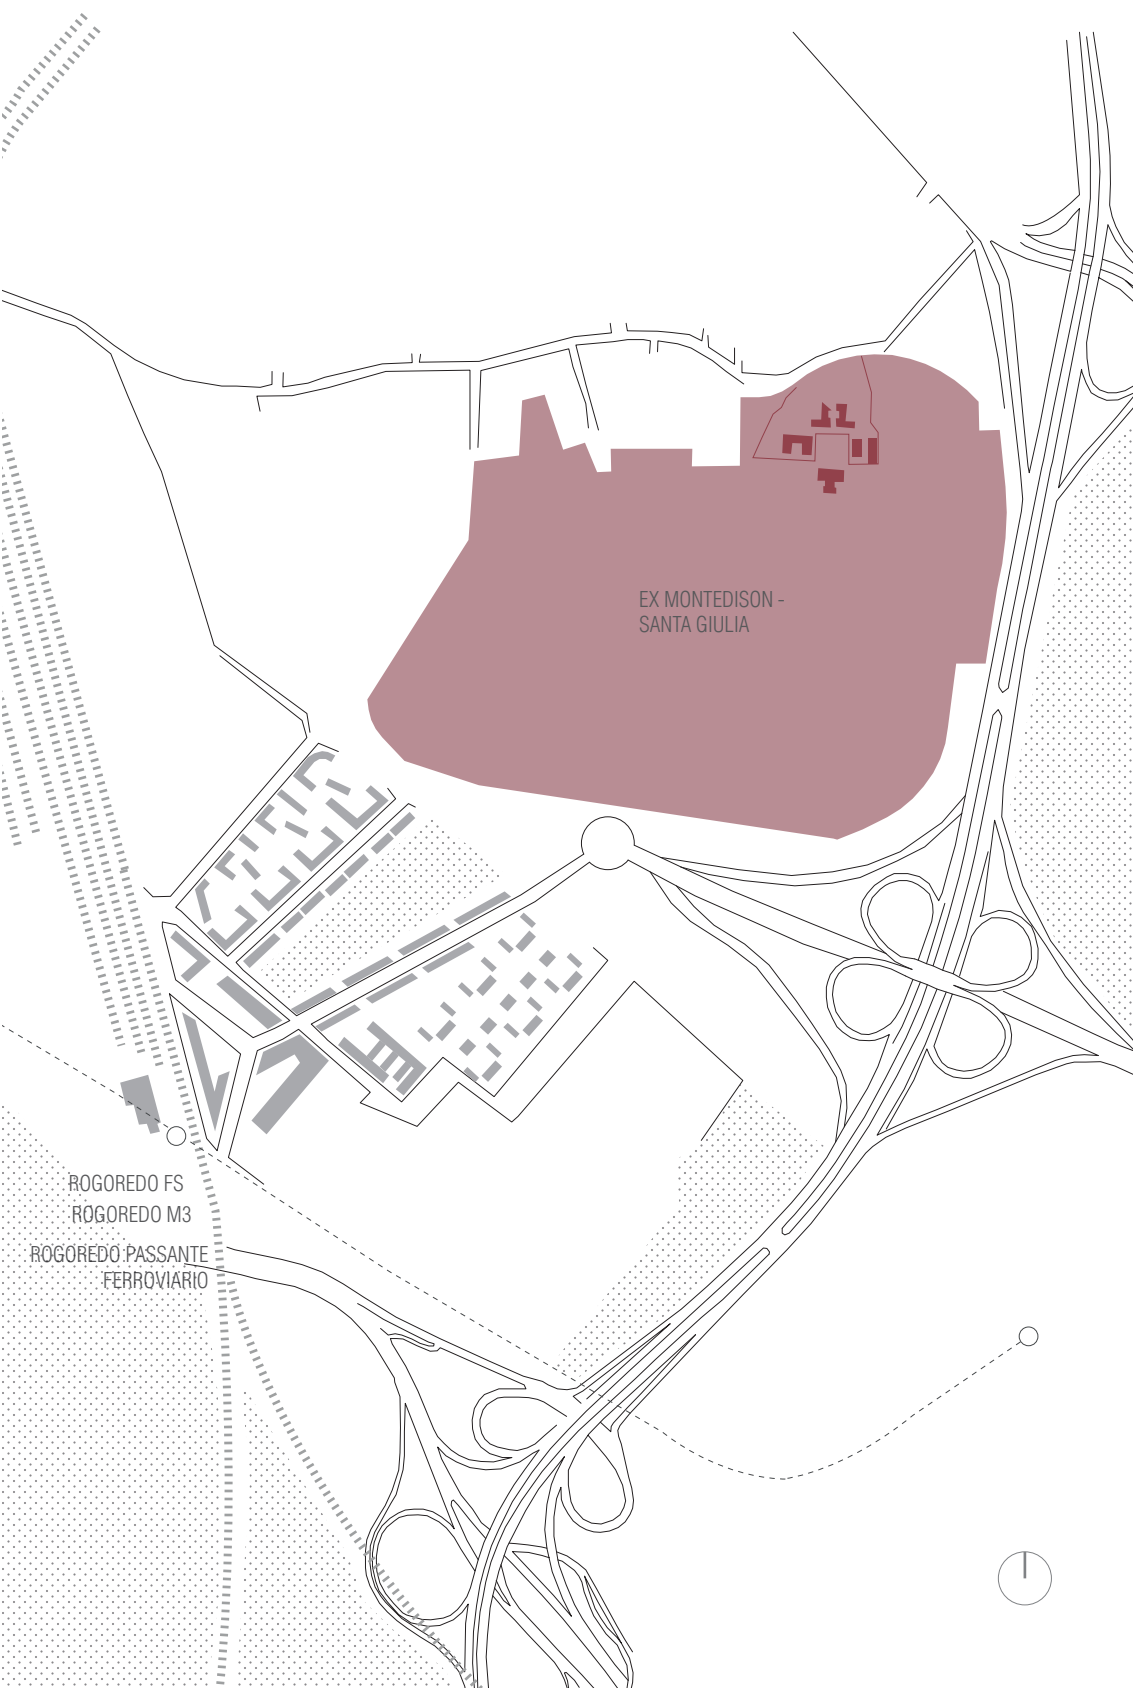 EX MONTEDISON -
SANTA GIULIA
ROGOREDO FS
ROGOREDO M3
ROGOREDO PASSANTE
FERROVIARIO